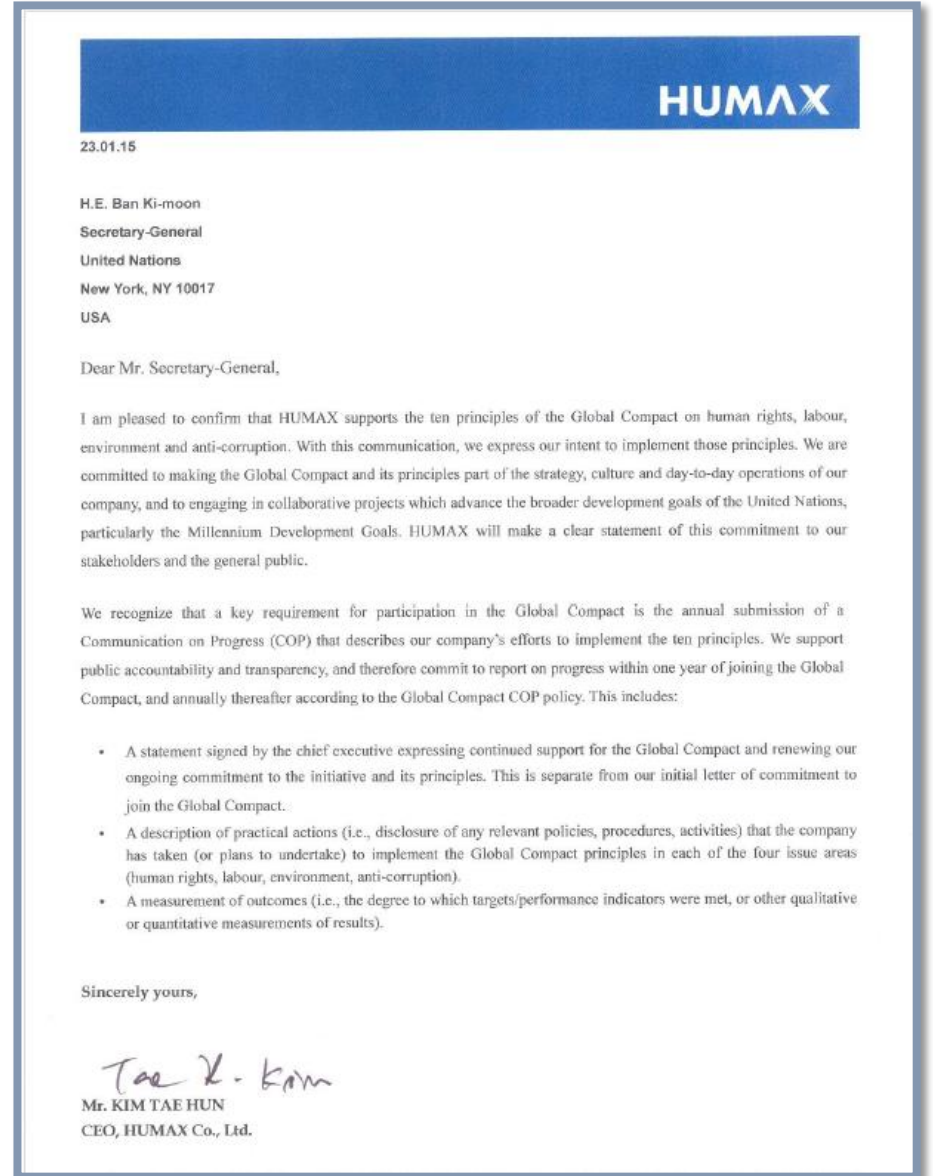 HUMAX
23.01.15
H.E. Ban Ki-moon
Secretary-General
United Nations
New York, NY 10017
USA
Dear Mr. Secretary-General,
I am pleased to confirm that HUMAX supports the ten principles of the Global Compact on human rights, labour,
environment and anti-corruption. With this communication, we express our intent to implement those principles. We are
committed to making the Global Compact and its principles part of the strategy, culture and day-to-day operations of our
company, and to engaging in collaborative projects which advance the broader development goals of the United Nations,
particularly the Millennium Development Goals. HUMAX will make a clear statement of this commitment to our
stakeholders and the general public.
We recognize that a key requirement for participation in the Global Compact is the annual submission of a
Communication on Progress (COP) that describes our company's efforts to implement the ten principles. We support
public accountability and transparency, and therefore commit to report on progress within one year of joining the Global
Compact, and annually thereafter according to the Global Compact COP policy. This includes:
• A statement signed by the chief executive expressing continued support for the Global Compact and renewing our
ongoing commitment to the initiative and its principles. This is separate from our initial letter of commitment to
join the Global Compact.
• A description of practical actions (i.e., disclosure of any relevant policies, procedures, activities) that the company
has taken (or plans to undertake) to implement the Global Compact principles in each of the four issue areas
(human rights, labour, environment, anti-corruption).
• A measurement of outcomes (i.e., the degree to which targets/performance indicators were met, or other qualitative
or quantitative measurements of results).
Sincerely yours,
Tae H. Kim
Mr. KIM TAE HUN
CEO, HUMAX Co., Ltd.